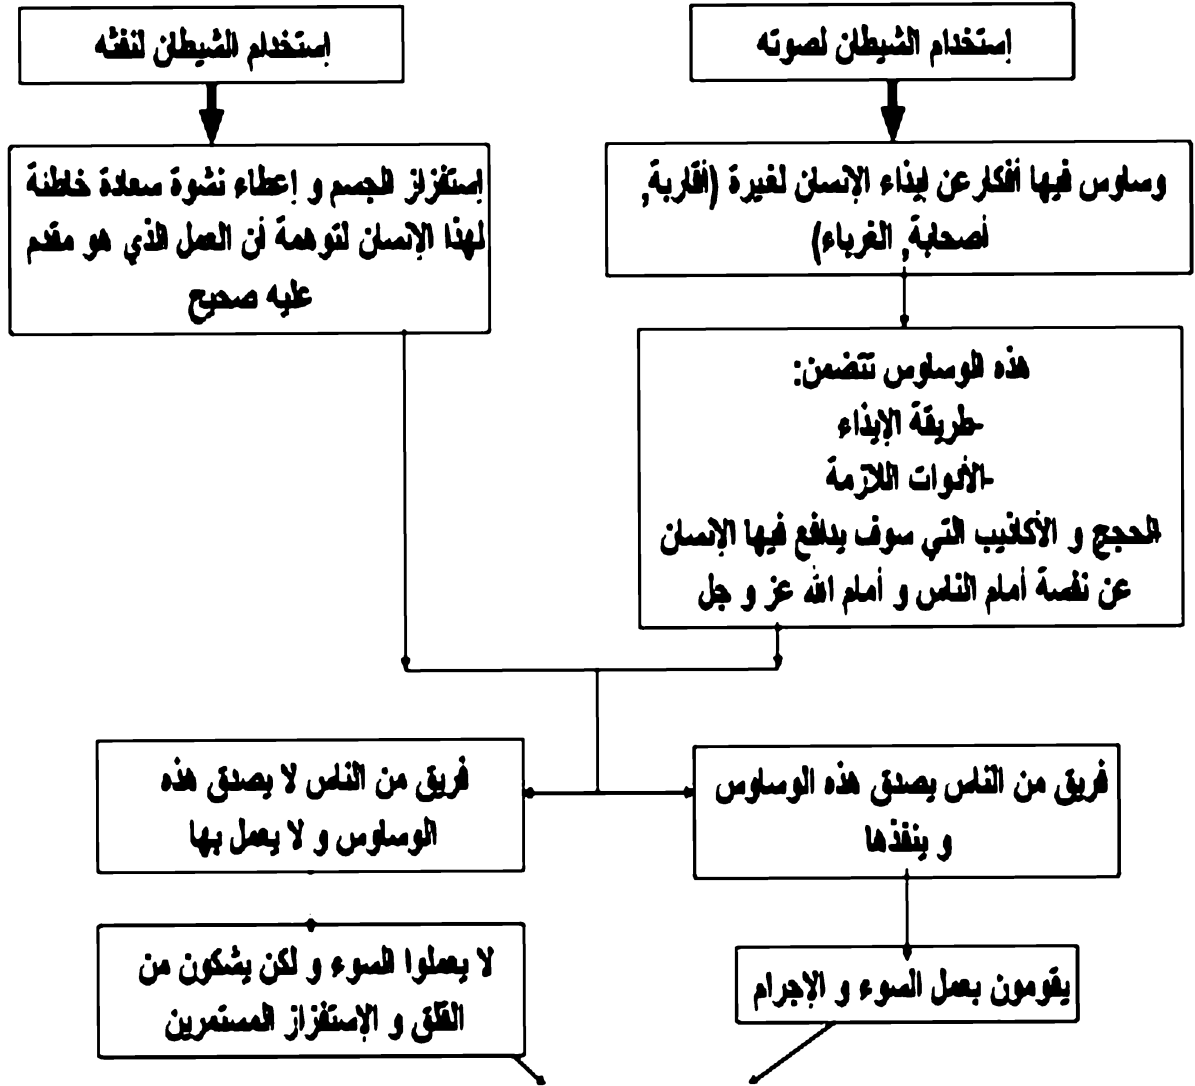 إستخدام الشيطان لصوته
إستخدام الشيطان لنفثه
وساوس فيها أفكار عن إيذاء الإنسان لغيرة (أقاربة,
أصحابة, الغرباء)
إستفزاز الجسم و إعطاء نشوة سعادة خاطئة
لهذا الإنسان لتوهمة أن العمل الذي هو مقدم
عليه صحيح
هذه الوساوس تتضمن:
-طريقة الإيذاء
-الأدوات اللازمة
-الحجج و الأكاذيب التي سوف يدافع فيها الإنسان
عن نفسة أمام الناس و أمام الله عز و جل
فريق من الناس يصدق هذه الوساوس
و ينفذها
فريق من الناس لا يصدق هذه
الوساوس و لا يعمل بها
يقومون بعمل السوء و الإجرام
لا يعملوا السوء و لكن يشكون من
القلق و الإستفزاز المستمرين